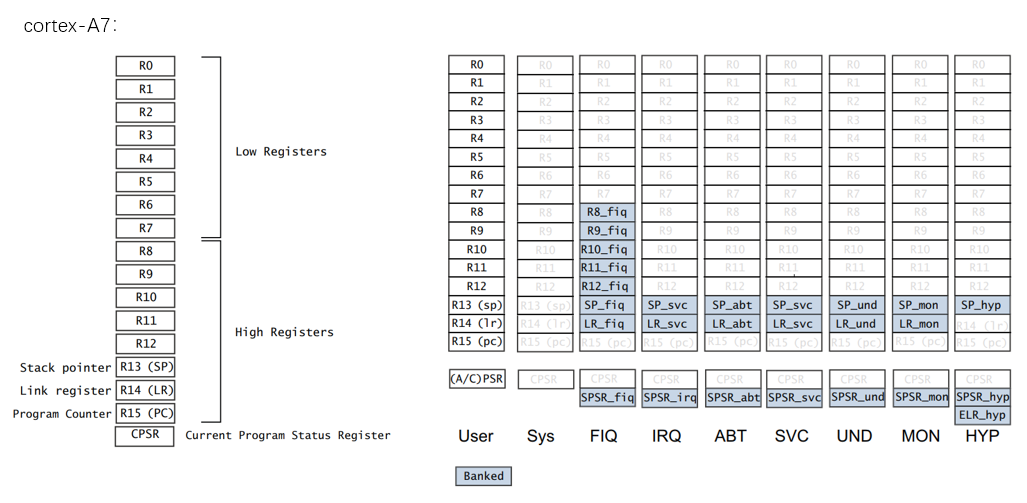 cortex-A7:
R0
R1
R2
R3
R4
R5
R6
R7
Low Registers
R8
R9
R10
R11
R12
High Registers
Stack pointer R13 (SP)
Link register R14 (LR)
Program Counter R15 (PC)
CPSR Current Program Status Register
R0 R0 R0 R0 R0 R0 R0 R0 R0
R1 R1 R1 R1 R1 R1 R1 R1 R1
R2 R2 R2 R2 R2 R2 R2 R2 R2
R3 R3 R3 R3 R3 R3 R3 R3 R3
R4 R4 R4 R4 R4 R4 R4 R4 R4
R5 R5 R5 R5 R5 R5 R5 R5 R5
R6 R6 R6 R6 R6 R6 R6 R6 R6
R7 R7 R7 R7 R7 R7 R7 R7 R7
R8 R8 R8_fiq R8 R8 R8 R8 R8 R8
R9 R9 R9_fiq R9 R9 R9 R9 R9 R9
R10 R10 R10_fiq R10 R10 R10 R10 R10 R10
R11 R11 R11_fiq R11 R11 R11 R11 R11 R11
R12 R12 R12_fiq R12 R12 R12 R12 R12 R12
R13 (sp) R13 (sp) SP_fiq SP_svc SP_abt SP_svc SP_und SP_mon SP_hyp
R14 (lr) R14 (lr) LR_fiq LR_svc LR_abt LR_svc LR_und LR_mon R14 (lr)
R15 (pc) R15 (pc) R15 (pc) R15 (pc) R15 (pc) R15 (pc) R15 (pc) R15 (pc) R15 (pc)
(A/C)PSR CPSR CPSR CPSR CPSR CPSR CPSR CPSR CPSR
SPSR_fiq SPSR_irq SPSR_abt SPSR_svc SPSR_und SPSR_mon SPSR_hyp
ELR_hyp
User Sys FIQ IRQ ABT SVC UND MON HYP
Banked